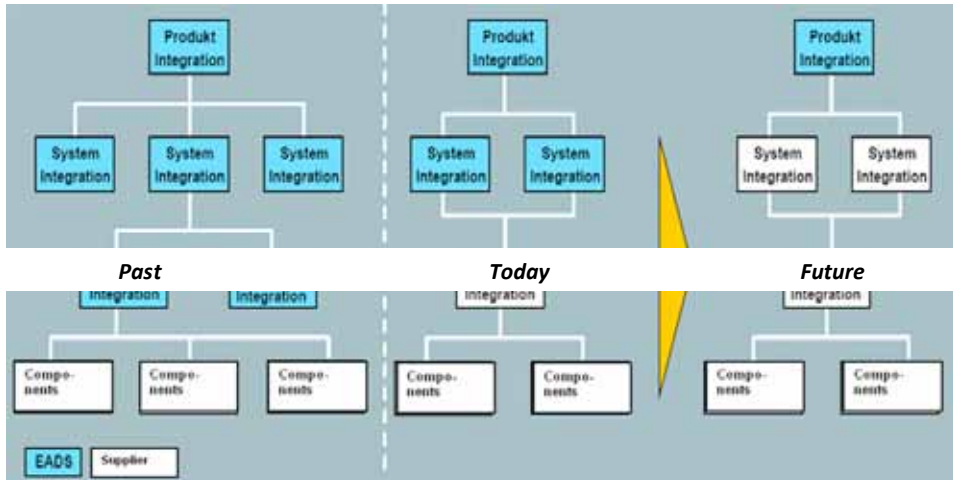 Produkt
Integration
Produkt
Integration
Produkt
Integration
System
Integration
System
Integration
System
Integration
System
Integration
System
Integration
System
Integration
System
Integration
Past
Today
Future
Integration
Integration
Integration
Integration
Compo-
nents
Compo-
nents
Compo-
nents
Compo-
nents
Compo-
nents
Compo-
nents
Compo-
nents
EADS
Supplier